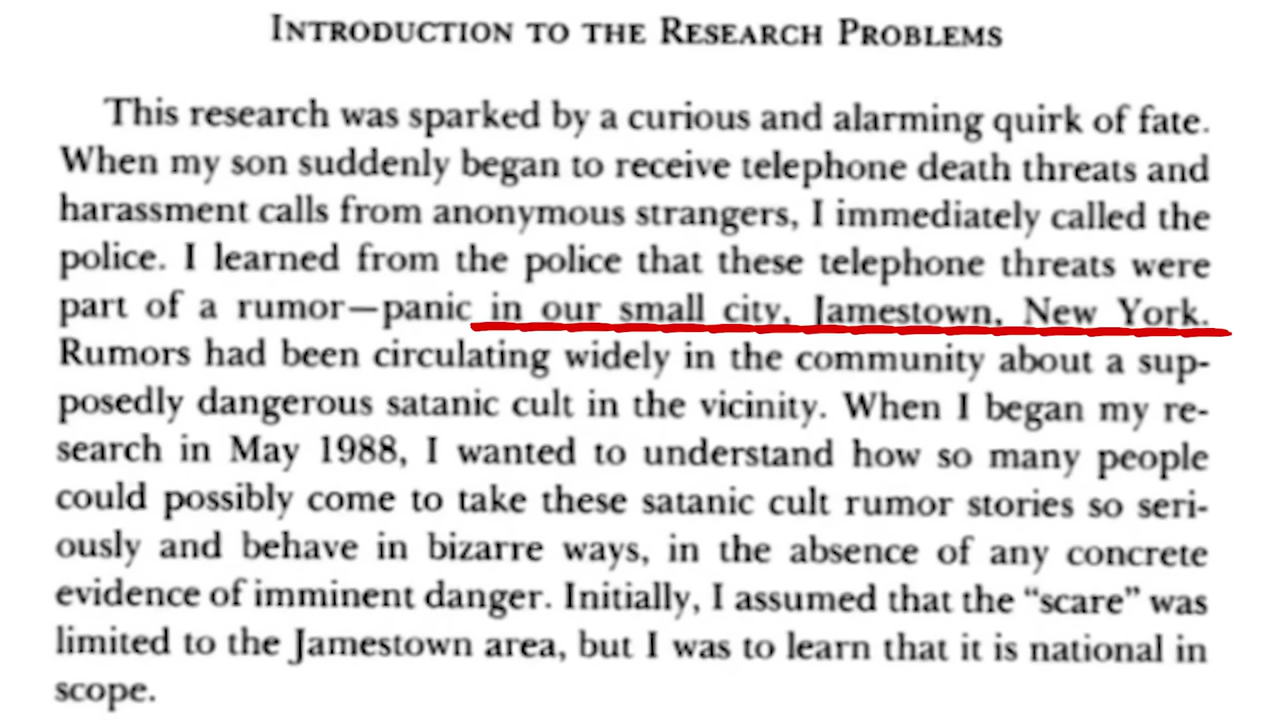 INTRODUCTION TO THE RESEARCH PROBLEMS
This research was sparked by a curious and alarming quirk of fate.
When my son suddenly began to receive telephone death threats and
harassment calls from anonymous strangers, I immediately called the
police. I learned from the police that these telephone threats were
part of a rumor—panic in our small city, Jamestown, New York.
Rumors had been circulating widely in the community about a sup-
posedly dangerous satanic cult in the vicinity. When I began my re-
search in May 1988, I wanted to understand how so many people
could possibly come to take these satanic cult rumor stories so seri-
ously and behave in bizarre ways, in the absence of any concrete
evidence of imminent danger. Initially, I assumed that the “scare” was
limited to the Jamestown area, but I was to learn that it is national in
scope.